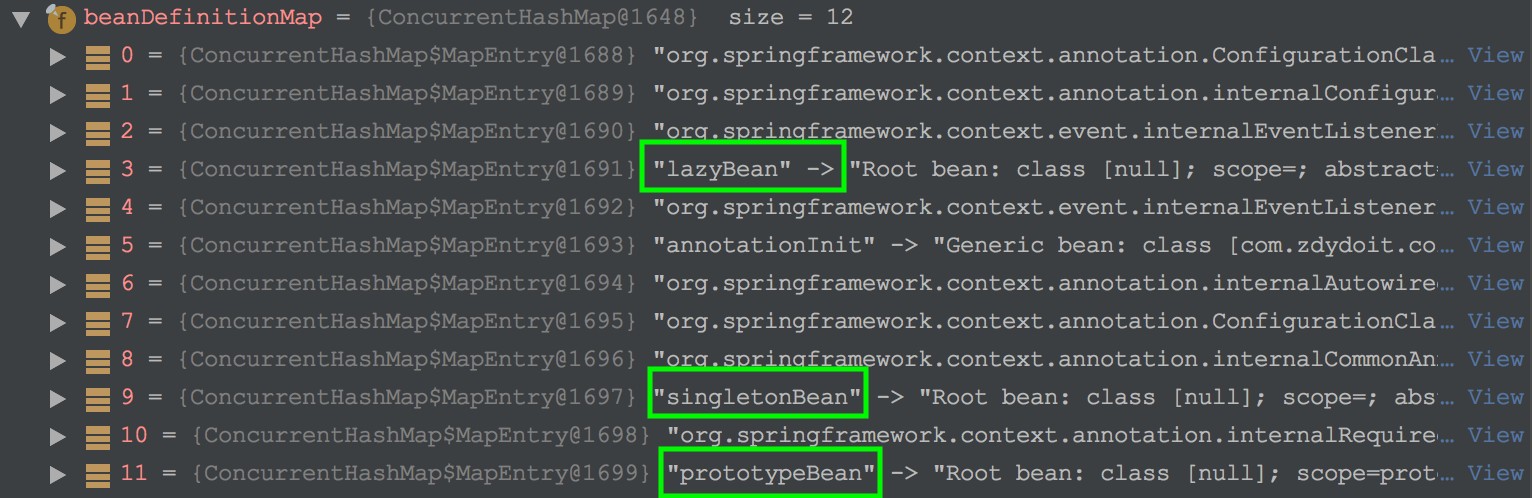 beanDefinitionMap = {ConcurrentHashMap@1648} size = 12
0 = {ConcurrentHashMap$MapEntry@1688} "org.springframework.context.annotation.ConfigurationCla… View
1 = {ConcurrentHashMap$MapEntry@1689} "org.springframework.context.annotation.internalConfigur… View
2 = {ConcurrentHashMap$MapEntry@1690} "org.springframework.context.event.internalEventListener… View
3 = {ConcurrentHashMap$MapEntry@1691} "lazyBean" -> "Root bean: class [null]; scope=; abstract=… View
4 = {ConcurrentHashMap$MapEntry@1692} "org.springframework.context.event.internalEventListener… View
5 = {ConcurrentHashMap$MapEntry@1693} "annotationInit" -> "Generic bean: class [com.zdydoit.co… View
6 = {ConcurrentHashMap$MapEntry@1694} "org.springframework.context.annotation.internalAutowire… View
7 = {ConcurrentHashMap$MapEntry@1695} "org.springframework.context.annotation.ConfigurationCla… View
8 = {ConcurrentHashMap$MapEntry@1696} "org.springframework.context.annotation.internalCommonAn… View
9 = {ConcurrentHashMap$MapEntry@1697} "singletonBean" -> "Root bean: class [null]; scope=; abs… View
10 = {ConcurrentHashMap$MapEntry@1698} "org.springframework.context.annotation.internalRequire… View
11 = {ConcurrentHashMap$MapEntry@1699} "prototypeBean" -> "Root bean: class [null]; scope=prot… View